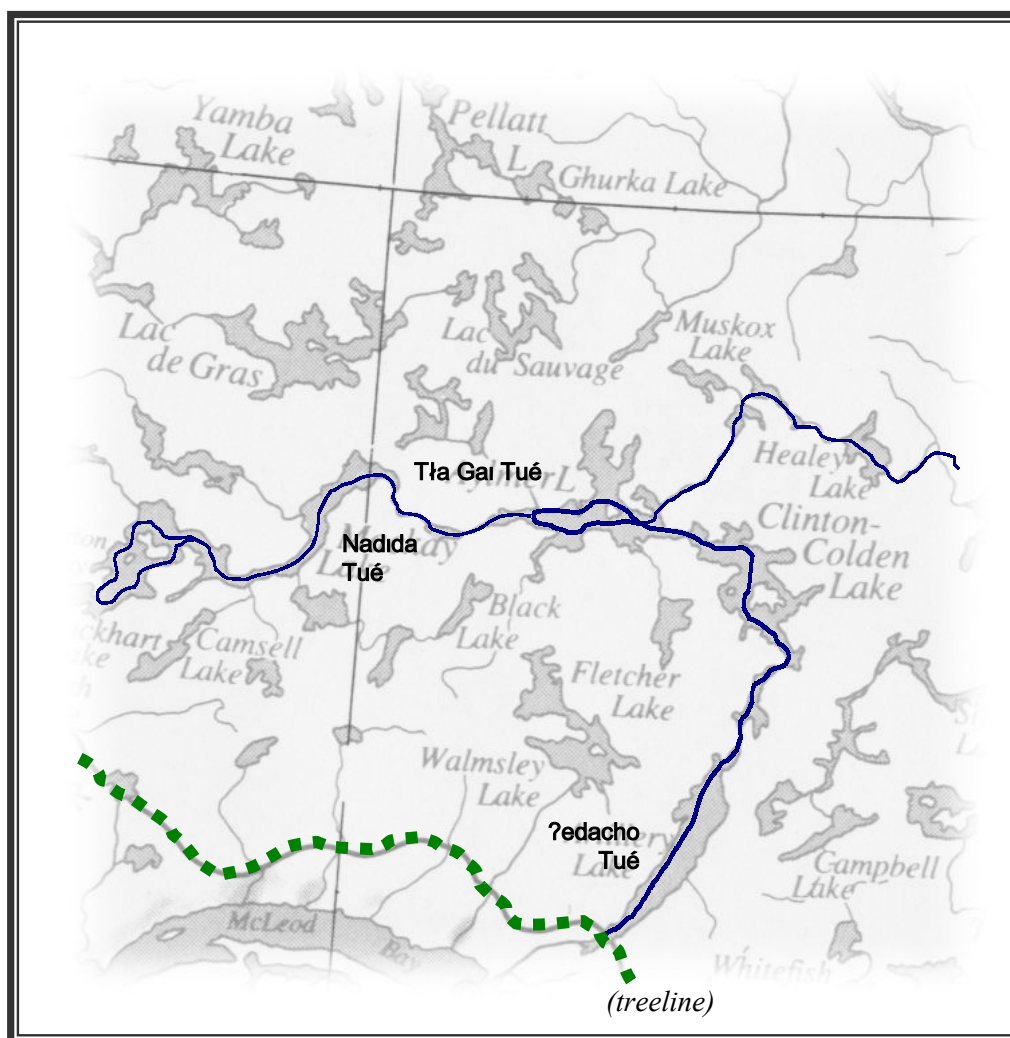 Yamba
Lake
Pellatt
L
Ghurka Lake
Lac
de Gras
Lac
du Sauvage
Muskox
Lake
Tła Gaı Tué
L
Healey
Lake
Nadıda
Tué
Clinton-
Colden
Lake
Black
Lake
Camsell
Lake
Fletcher
Lake
Walmsley
Lake
?edacho
Tué
Lake
Campbell
Lake
McLeod
Bay
Whitefish
(treeline)